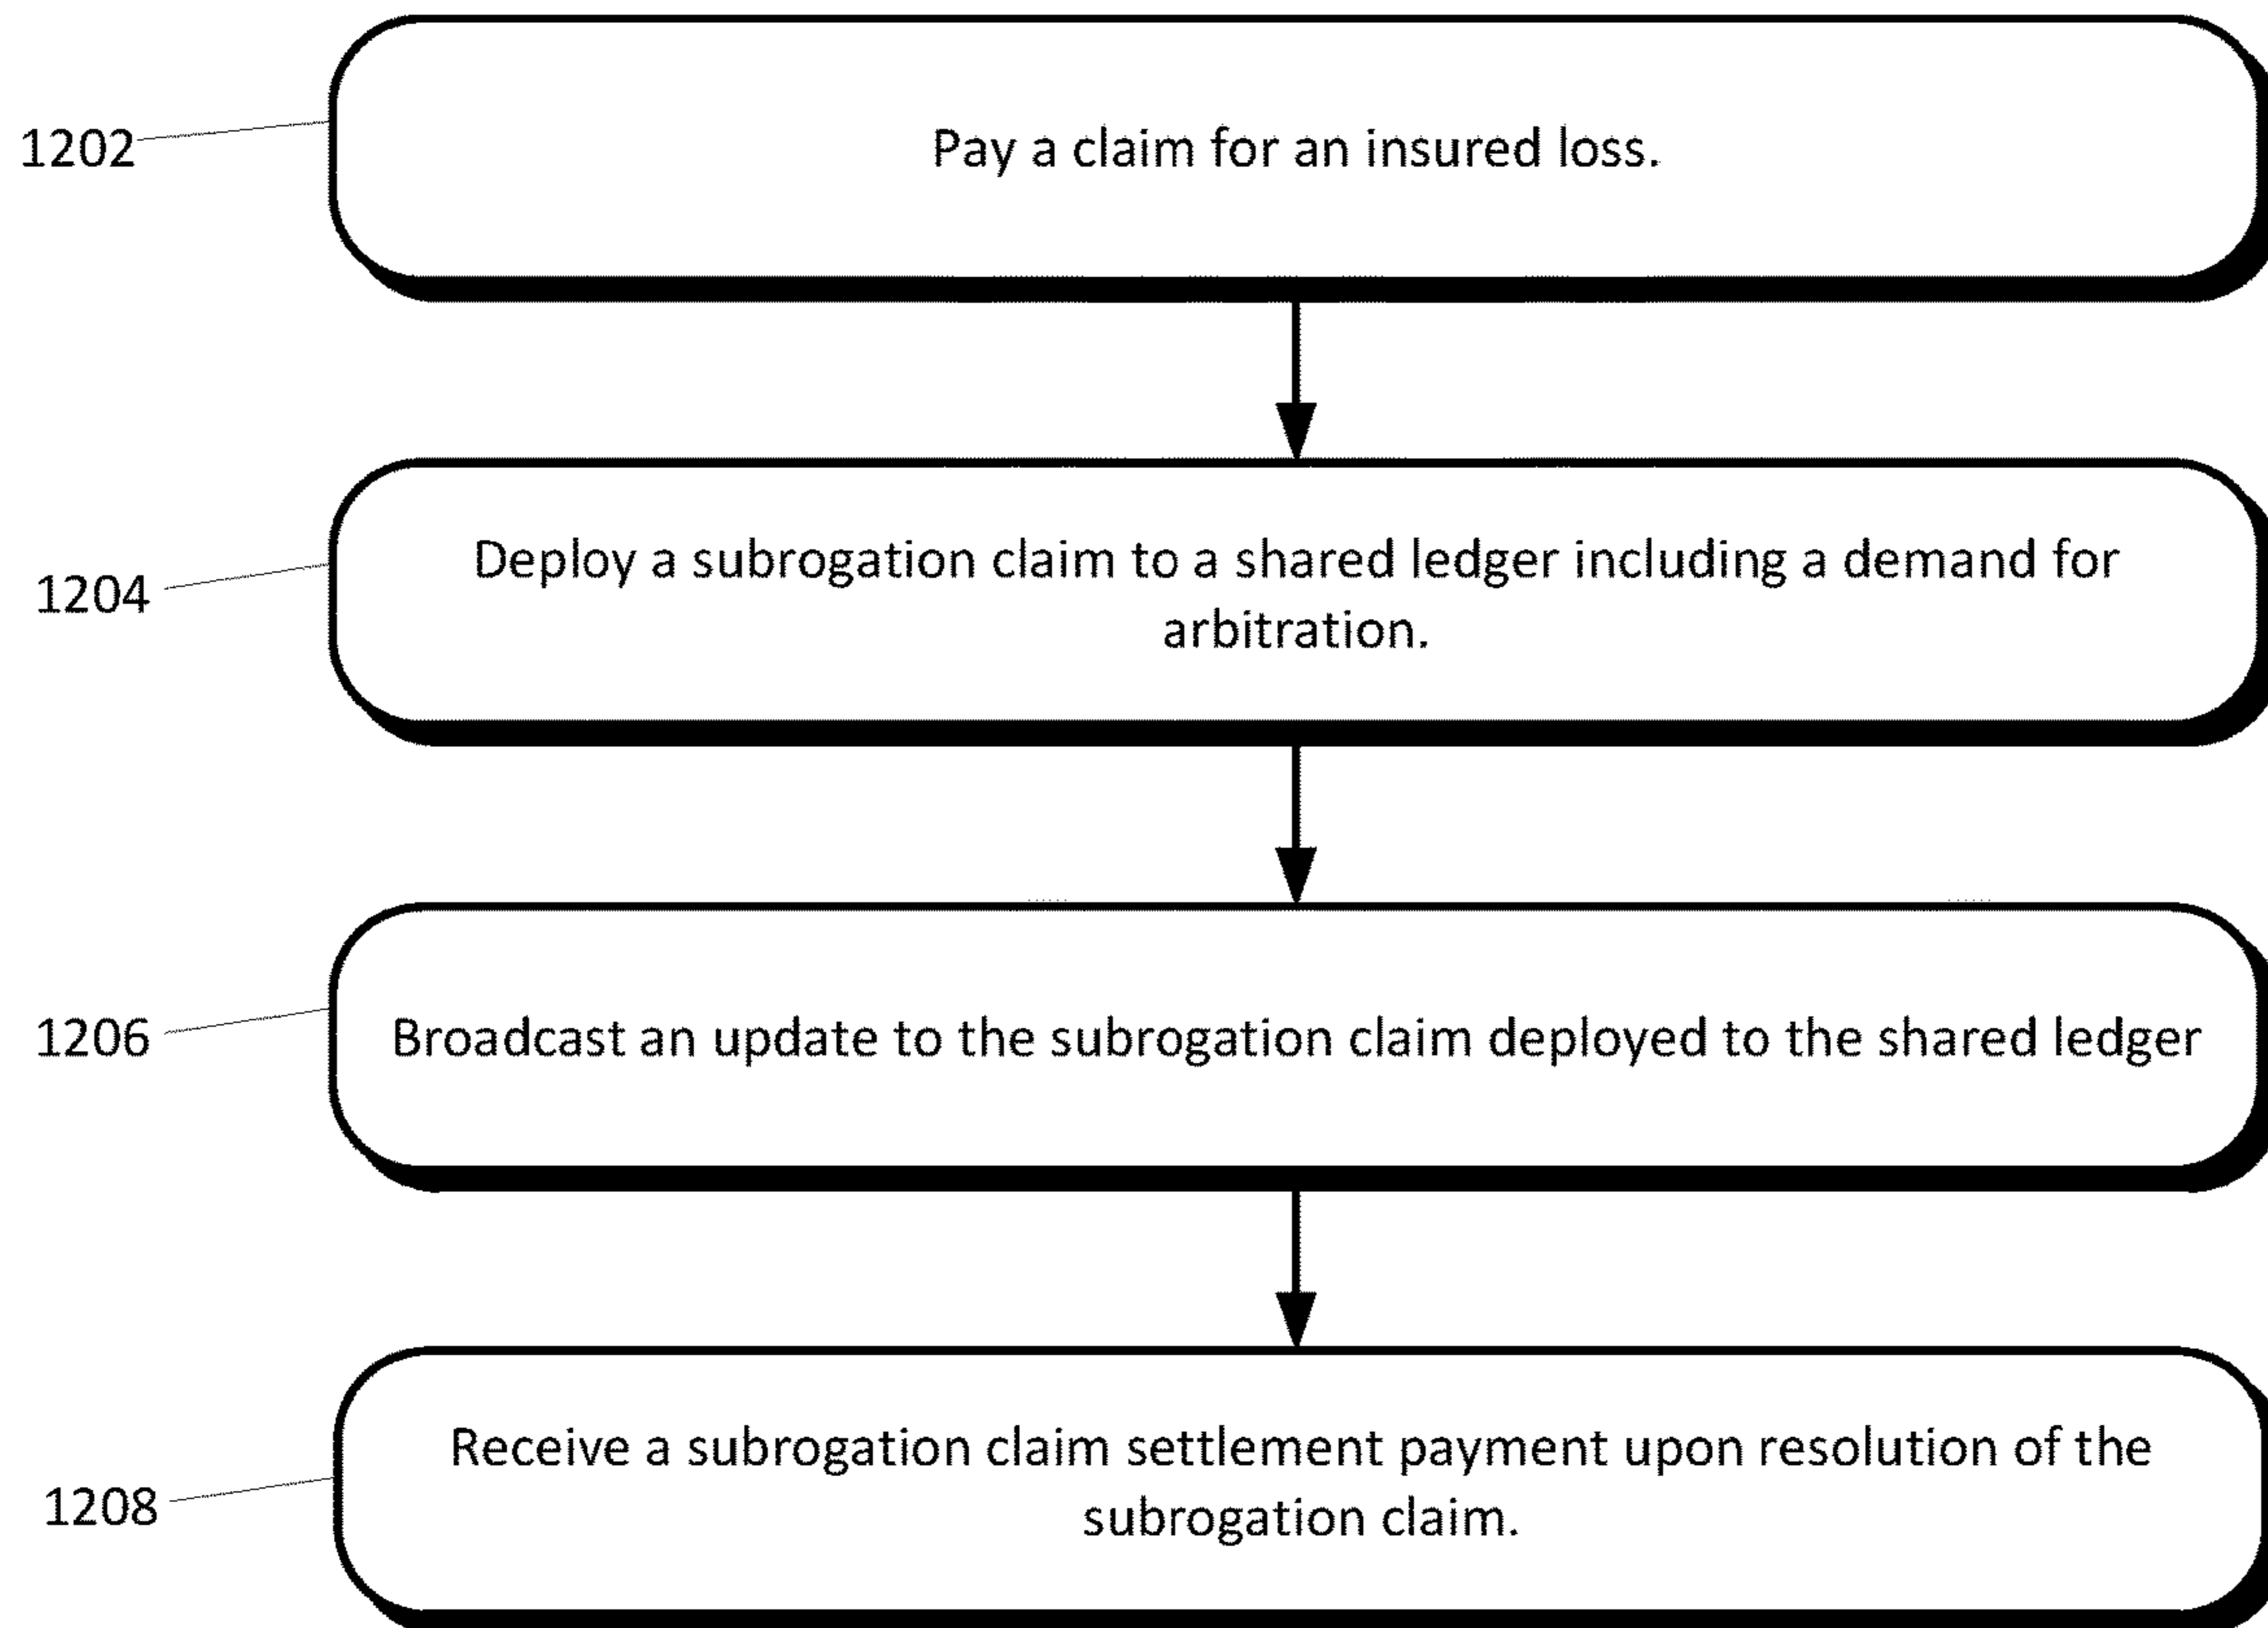 1202
Pay a claim for an insured loss.
1204
Deploy a subrogation claim to a shared ledger including a demand for
arbitration.
1206
Broadcast an update to the subrogation claim deployed to the shared ledger
1208
Receive a subrogation claim settlement payment upon resolution of the
subrogation claim.